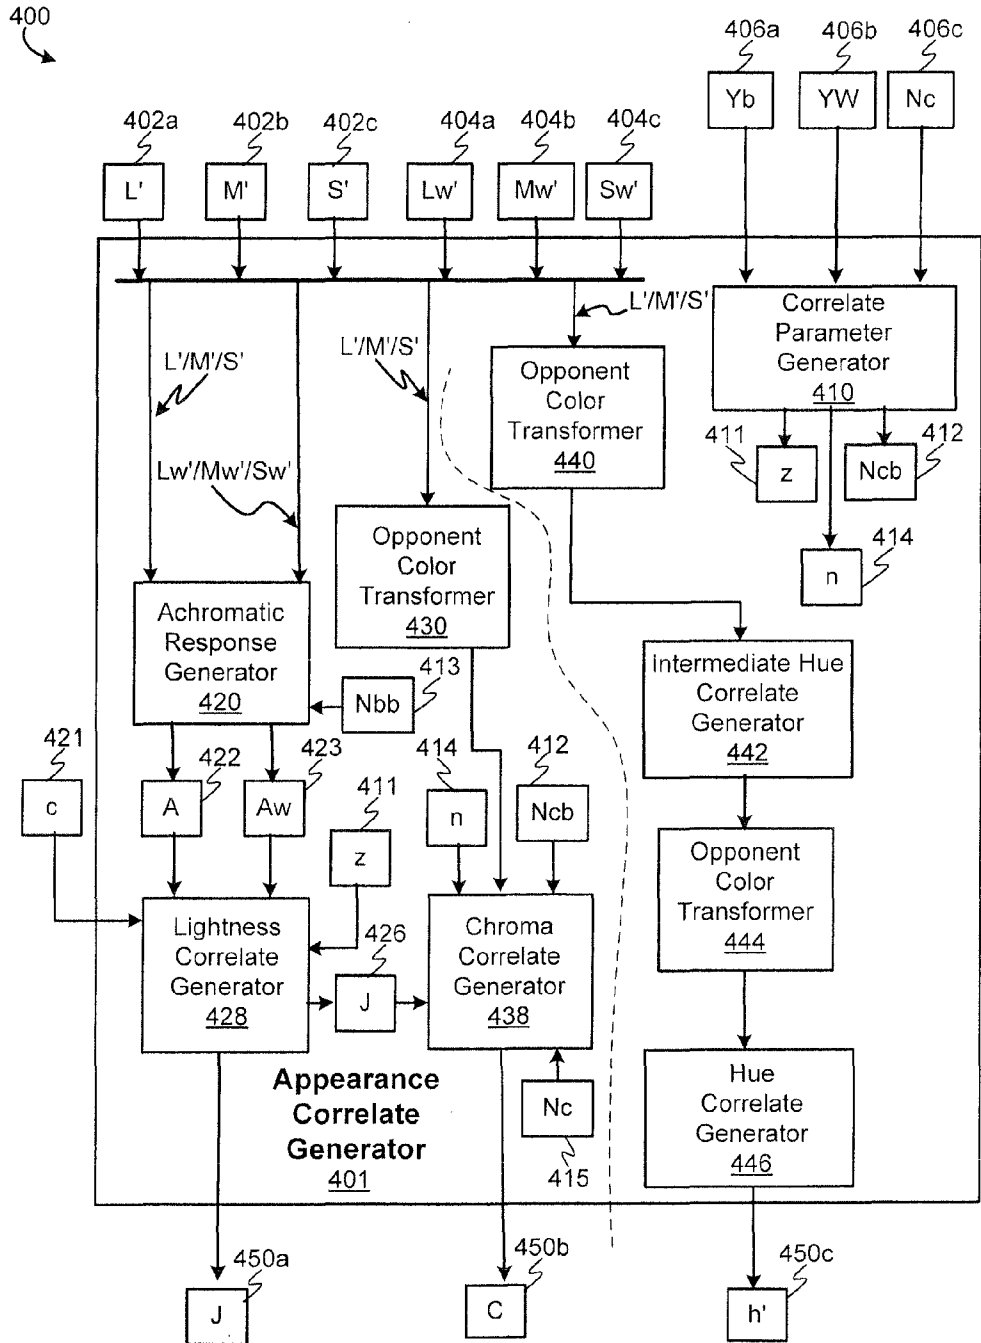 400
406a
406b
406c
Yb
YW
Nc
402a
402b
402c
404a
404b
404c
L'
M'
S'
Lw'
Mw'
Sw'
L'/M'/S'
Correlate
Parameter
Generator
410
L'/M'/S'
L'/M'/S'
Opponent
Color
Transformer
440
411
412
z
Ncb
Lw'/Mw'/Sw'
414
n
Opponent
Color
Transformer
430
Achromatic
Response
Generator
420
413
Nbb
Intermediate Hue
Correlate
Generator
442
421
422
423
414
412
411
c
A
Aw
n
Ncb
z
Opponent
Color
Transformer
444
Lightness
Correlate
Generator
428
426
J
Chroma
Correlate
Generator
438
Hue
Correlate
Generator
446
Appearance
Correlate
Generator
401
Nc
415
450a
450b
450c
J
C
h'